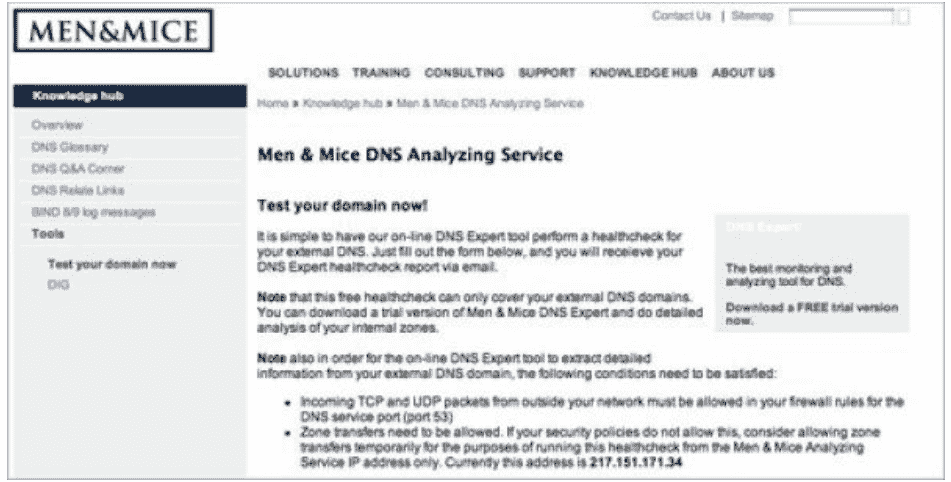 Contact Us | Sitemap
MEN&MICE
SOLUTIONS TRAINING CONSULTING SUPPORT KNOWLEDGE HUB ABOUT US
Knowledge hub
Overview
DNS Glossary
DNS Q&A Corner
DNS Relate Links
BIND 8/9 log messages
Tools
Test your domain now
DIG
Home » Knowledge hub » Men & Mice DNS Analyzing Service
Men & Mice DNS Analyzing Service
Test your domain now!
It is simple to have our on-line DNS Expert tool perform a healthcheck for
your external DNS. Just fill out the form below, and you will receieve your
DNS Expert healthcheck report via email.
Note that this free healthcheck can only cover your external DNS domains.
You can download a trial version of Men & Mice DNS Expert and do detailed
analysis of your internal zones.
DNS Expert
The best monitoring and
analyzing tool for DNS.
Download a FREE trial version
now.
Note also in order for the on-line DNS Expert tool to extract detailed
information from your external DNS domain, the following conditions need to be satisfied:
• Incoming TCP and UDP packets from outside your network must be allowed in your firewall rules for the
DNS service port (port 53)
• Zone transfers need to be allowed. If your security policies do not allow this, consider allowing zone
transfers temporarily for the purposes of running this healthcheck from the Men & Mice Analyzing
Service IP address only. Currently this address is 217.151.171.34